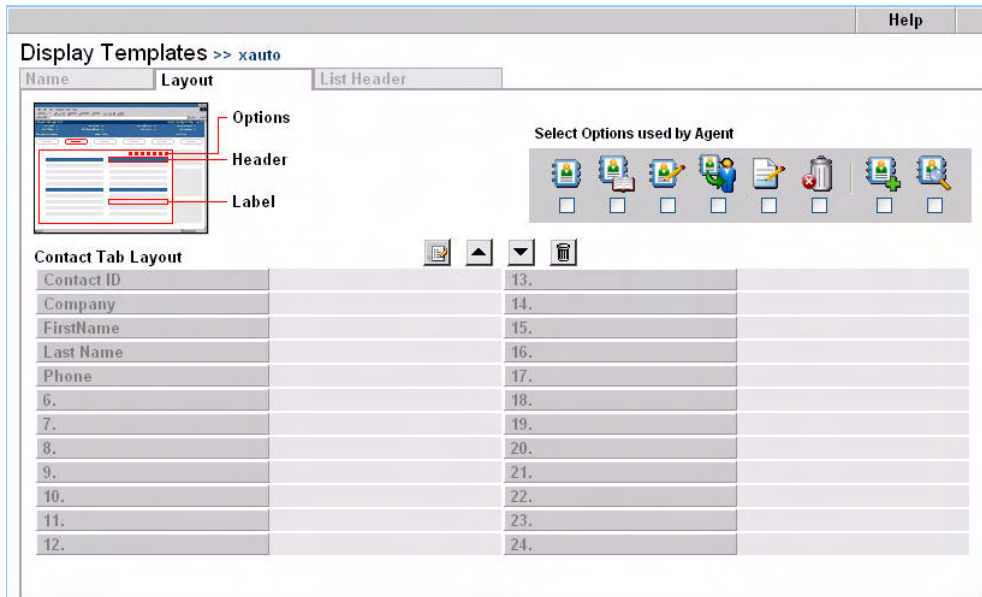 Help
Display Templates >> xauto
Name
Layout
List Header
Options
Header
Label
Select Options used by Agent
Contact Tab Layout
Contact ID
Company
FirstName
Last Name
Phone
6.
7.
8.
9.
10.
11.
12.
13.
14.
15.
16.
17.
18.
19.
20.
21.
22.
23.
24.